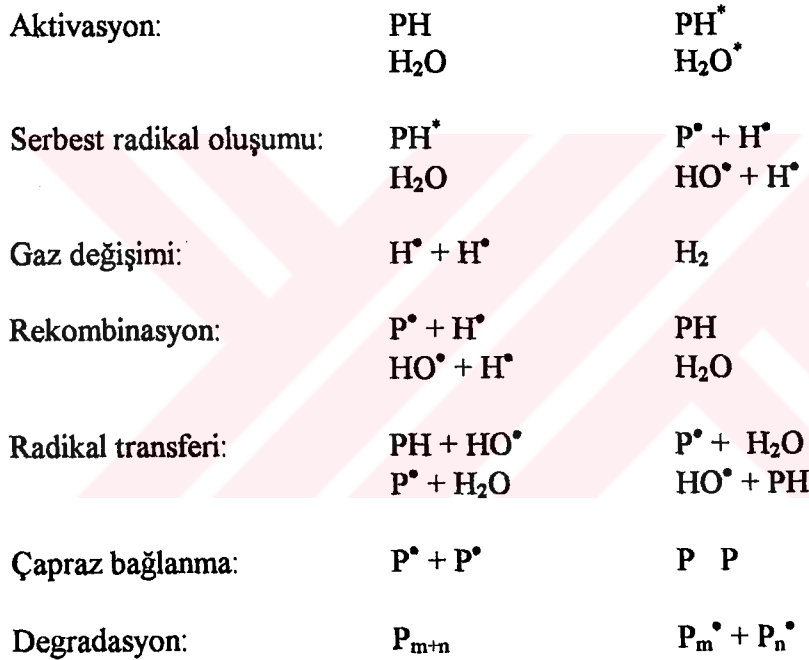 Aktivasyon: PH PH*
H₂O H₂O*
Serbest radikal oluşumu: PH* P• + H•
H₂O HO• + H•
Gaz değişimi: H• + H• H₂
Rekombinasyon: P• + H• PH
HO• + H• H₂O
Radikal transferi: PH + HO• P• + H₂O
P• + H₂O HO• + PH
Çapraz bağlanma: P• + P• P P
Degradasyon: Pₘ₊ₙ Pₘ• + Pₙ•